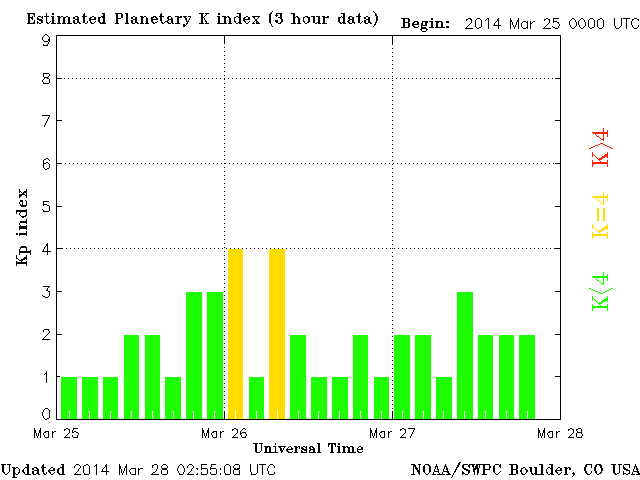 Estimated Planetary K index (3 hour data) Begin: 2014 Mar 25 0000 UTC
9
8
7
6
5
4
3
2
1
0
Kp index
K>4
K=4
K<4
Mar 25 Mar 26 Mar 27 Mar 28
Universal Time
Updated 2014 Mar 28 02:55:08 UTC NOAA/SWPC Boulder, CO USA